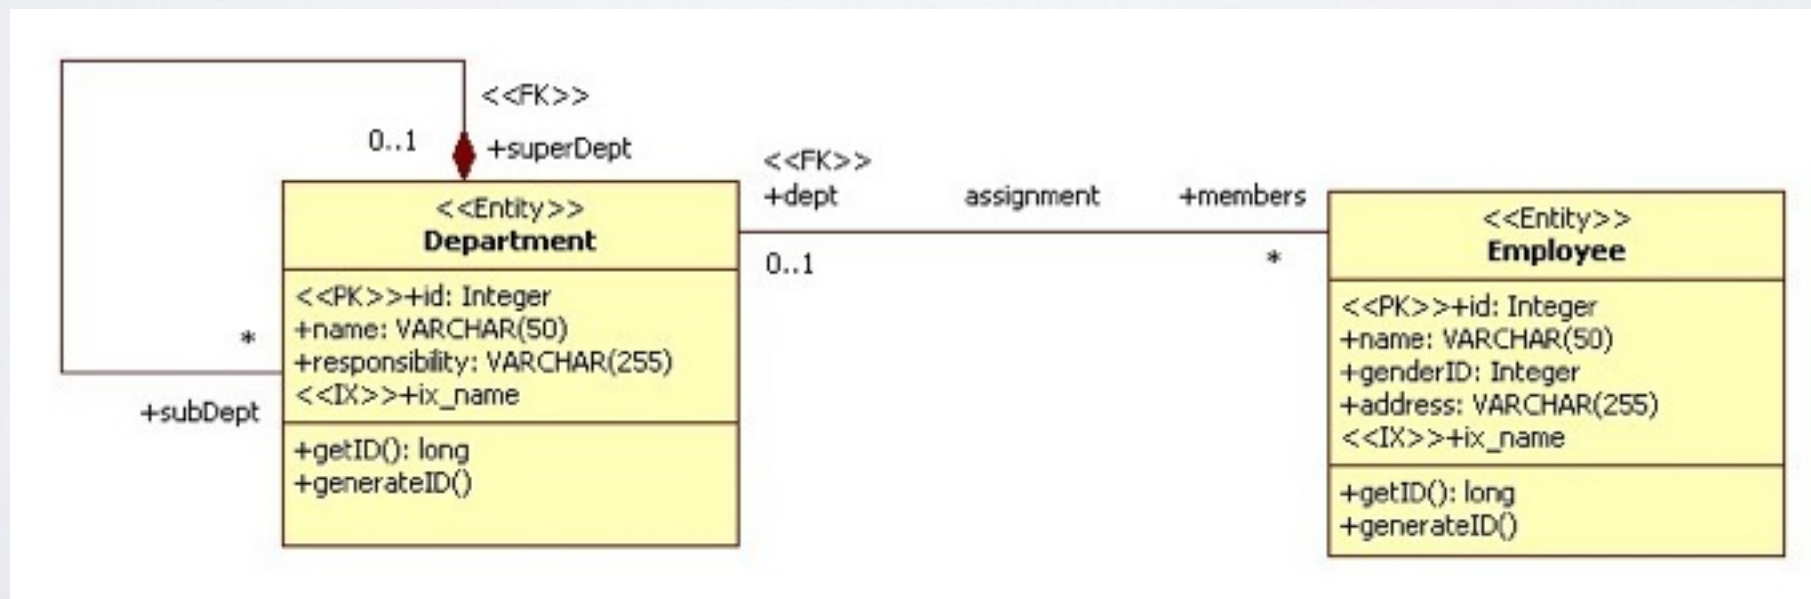 <<FK>>
0..1
+superDept
<<Entity>>
Department
<<PK>>+id: Integer
+name: VARCHAR(50)
+responsibility: VARCHAR(255)
<<IX>>+ix_name
+getID(): long
+generateID()
*
+subDept
<<FK>>
+dept
assignment
+members
0..1
*
<<Entity>>
Employee
<<PK>>+id: Integer
+name: VARCHAR(50)
+genderID: Integer
+address: VARCHAR(255)
<<IX>>+ix_name
+getID(): long
+generateID()